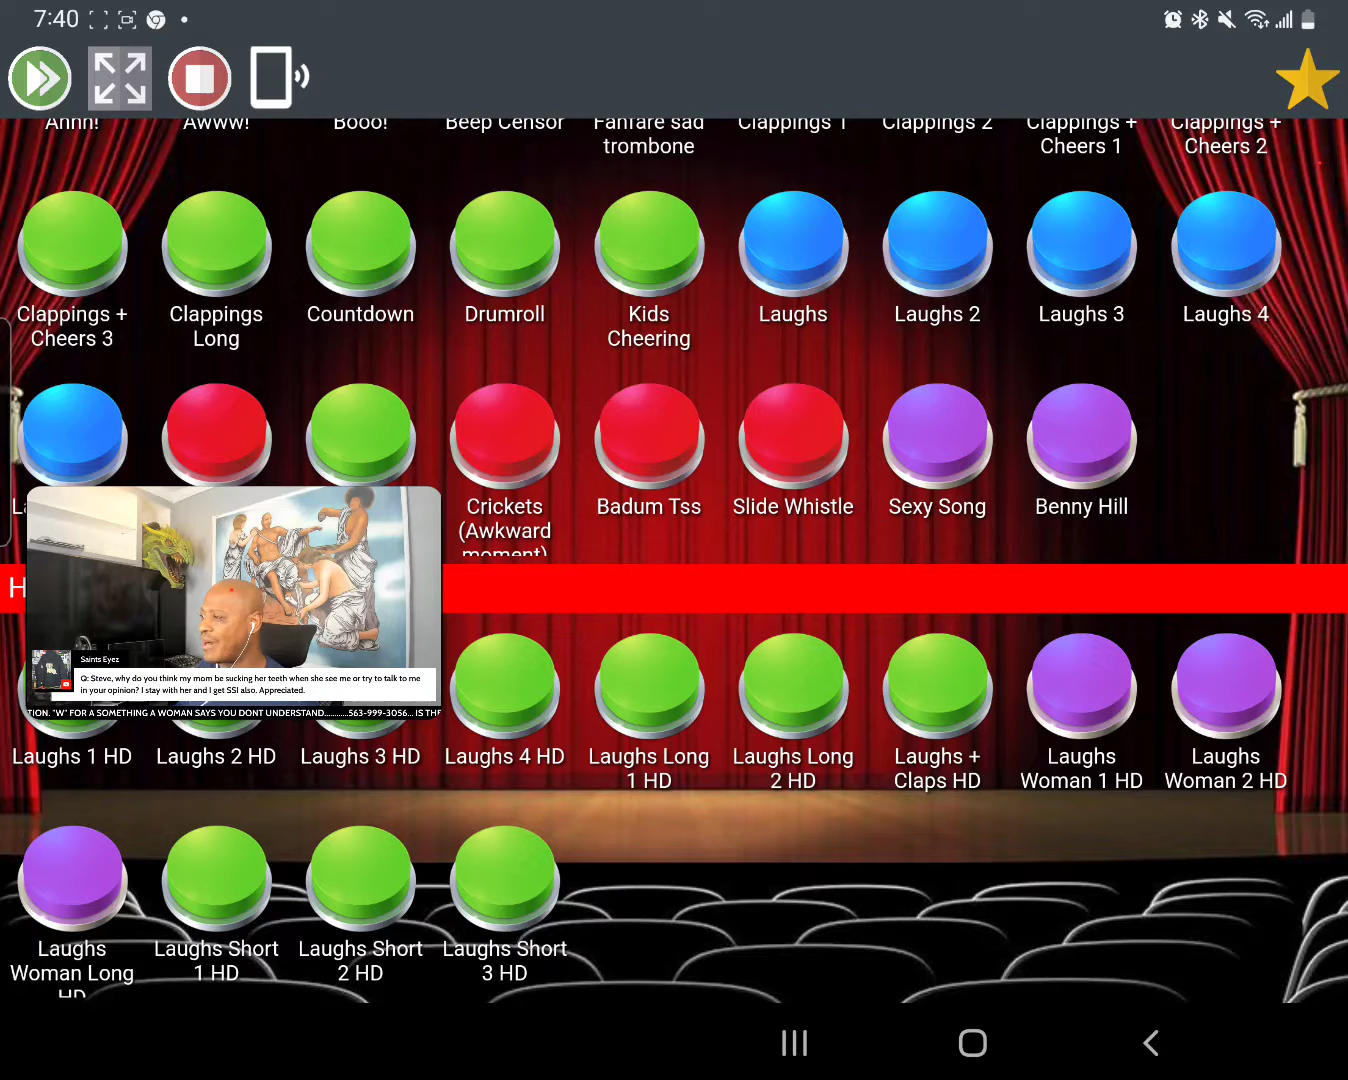 7:40
Ahhh!
Awww!
Booo!
Beep Censor
Fanfare sad
trombone
Clappings 1
Clappings 2
Clappings +
Cheers 1
Clappings +
Cheers 2
Clappings +
Cheers 3
Clappings
Long
Countdown
Drumroll
Kids
Cheering
Laughs
Laughs 2
Laughs 3
Laughs 4
Crickets
(Awkward
moment)
Badum Tss
Slide Whistle
Sexy Song
Benny Hill
H
Saints Eyez
Q: Steve, why do you think my mom be sucking her teeth when she see me or try to talk to me
in your opinion? I stay with her and I get SSI also. Appreciated.
TION. "W" FOR A SOMETHING A WOMAN SAYS YOU DONT UNDERSTAND...........563-999-3056... IS THE
Laughs 1 HD
Laughs 2 HD
Laughs 3 HD
Laughs 4 HD
Laughs Long
1 HD
Laughs Long
2 HD
Laughs +
Claps HD
Laughs
Woman 1 HD
Laughs
Woman 2 HD
Laughs
Woman Long
HD
Laughs Short
1 HD
Laughs Short
2 HD
Laughs Short
3 HD